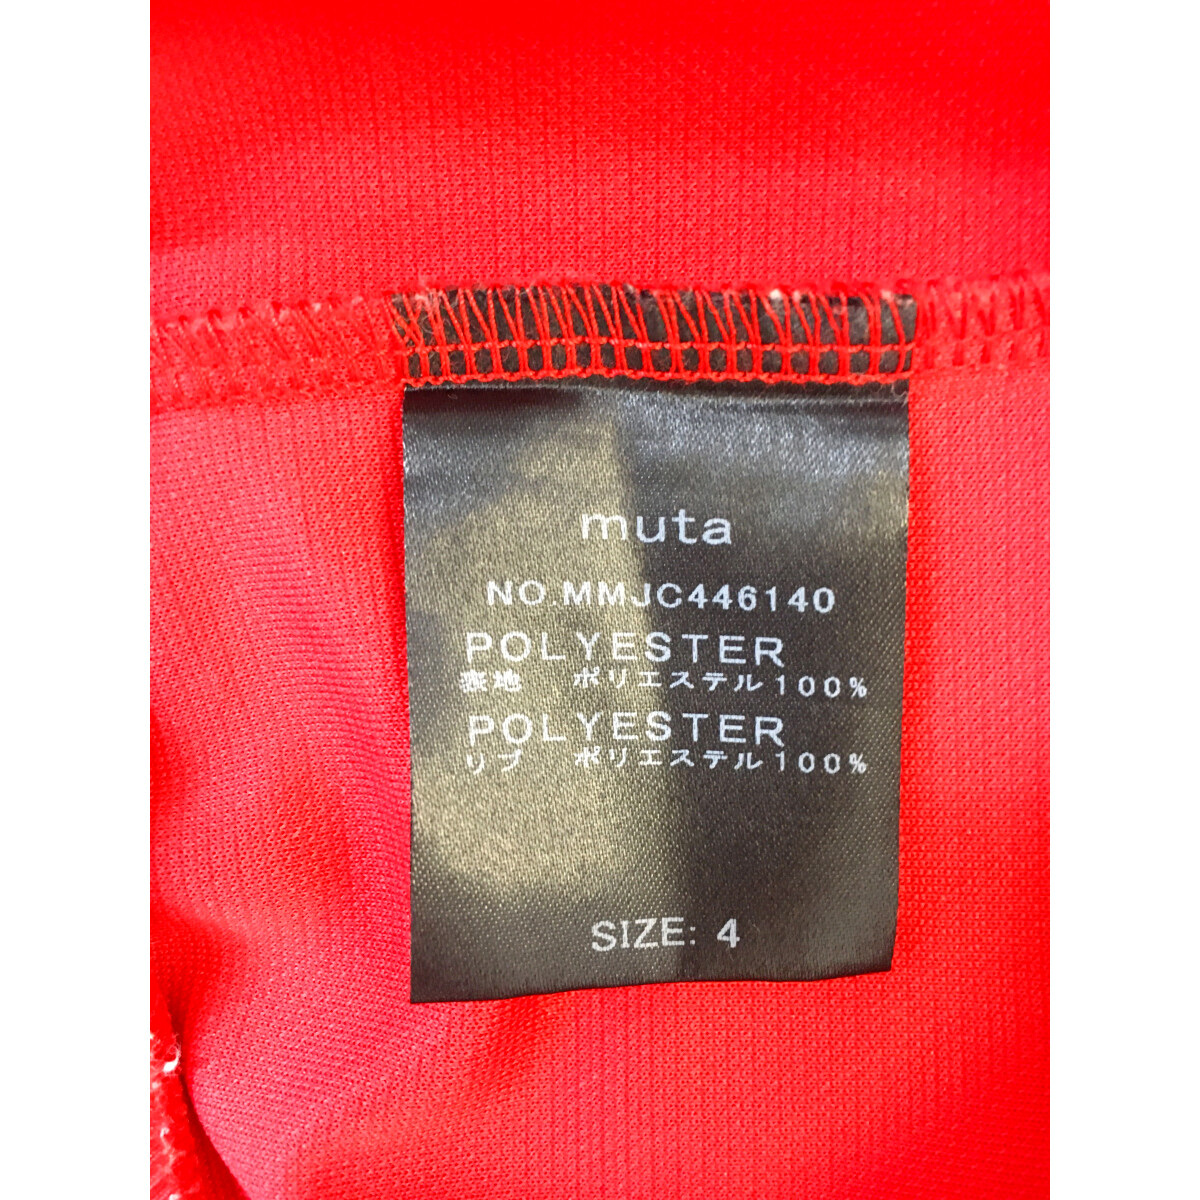 muta
NO.MMJC446140
POLYESTER
表地 ポリエステル100%
POLYESTER
リブ ポリエステル100%
SIZE: 4